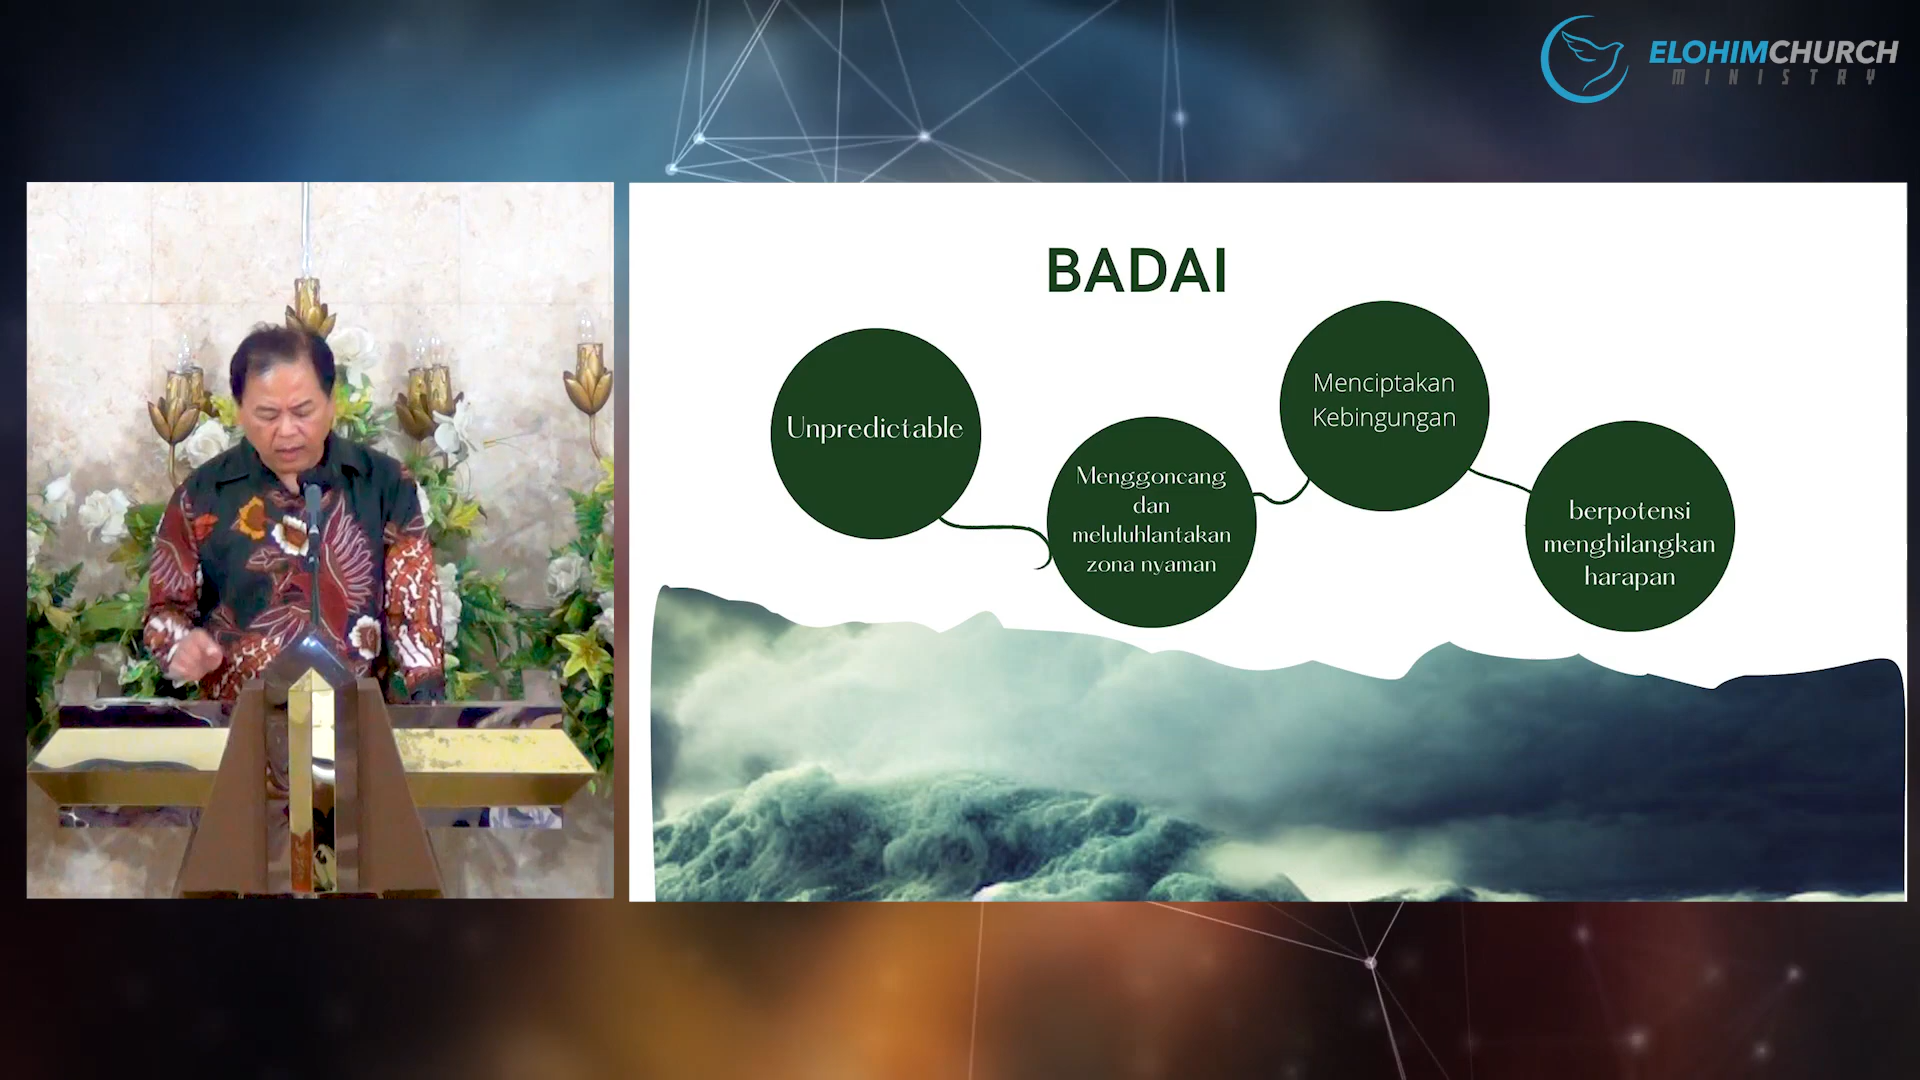 ELOHIMCHURCH
MINISTRY
BADAI
Unpredictable
Menggoncang
dan
meluluhlantakan
zona nyaman
Menciptakan
Kebingungan
berpotensi
menghilangkan
harapan